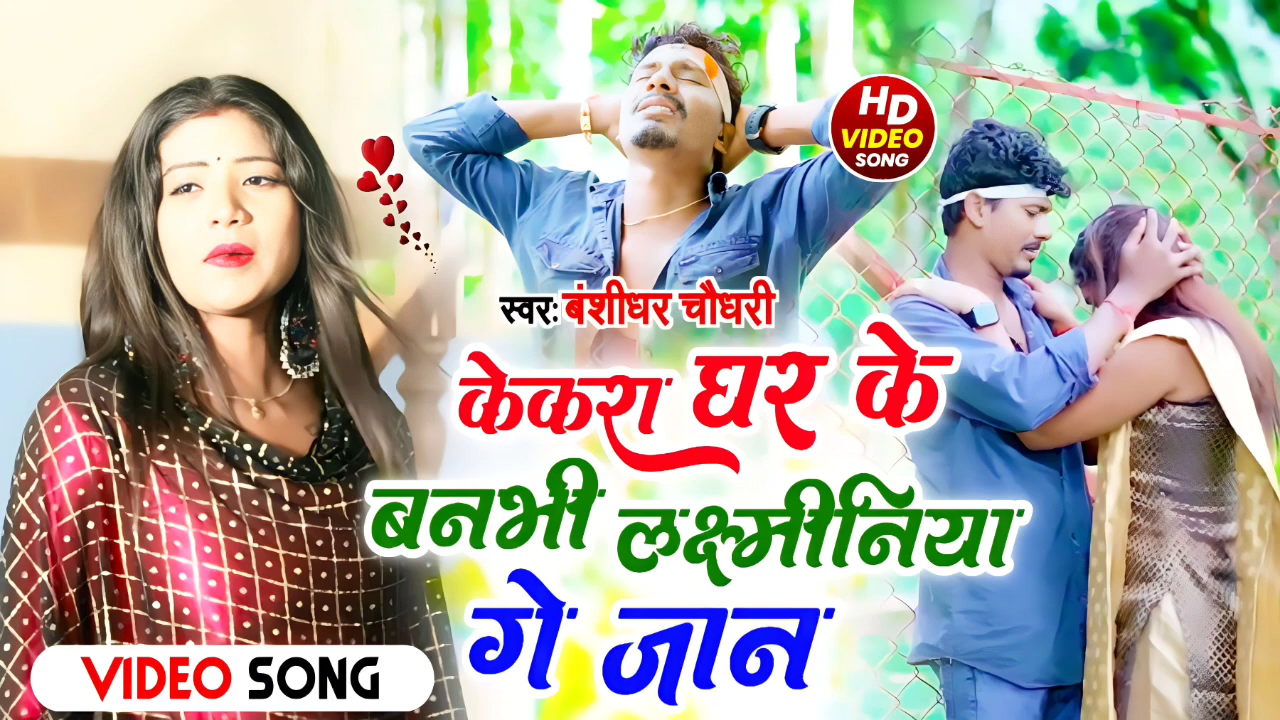 HD
VIDEO
SONG
स्वर: बंशीधर चौधरी
केकरा घर के
बनभी लक्ष्मीनिया
गे जान
VIDEO SONG